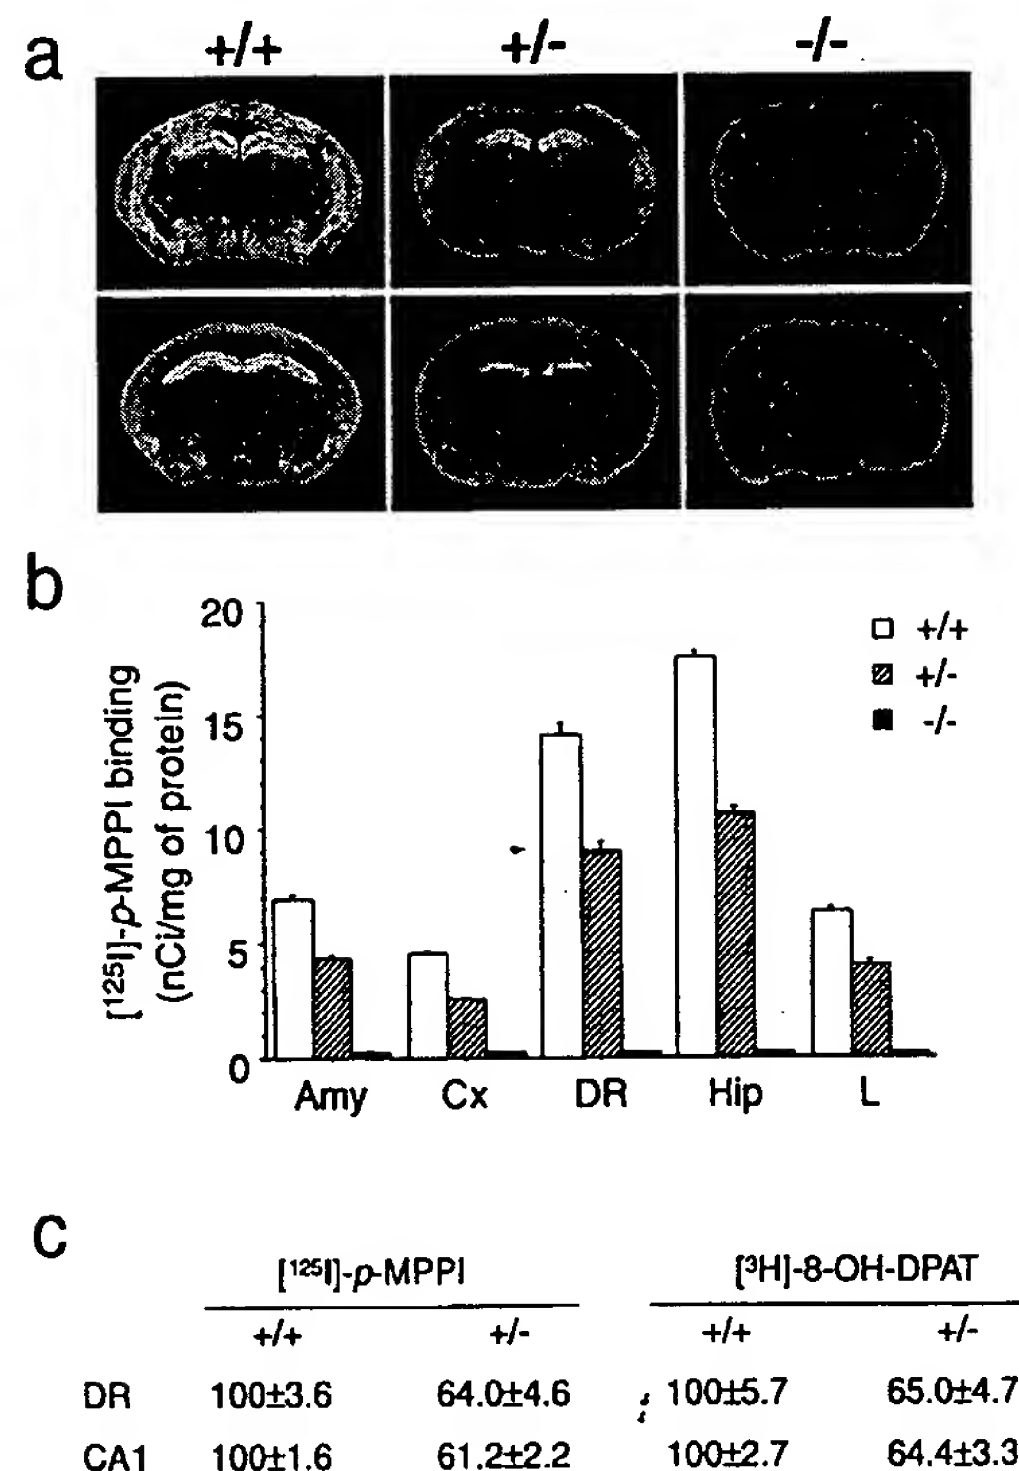 a
+/+ +/- -/-
b
[¹²⁵I]-p-MPPI binding
(nCi/mg of protein)
20
15
10
5
0
+/+
+/-
-/-
Amy Cx DR Hip L
c
[¹²⁵I]-p-MPPI [³H]-8-OH-DPAT
+/+ +/- +/+ +/-
DR 100±3.6 64.0±4.6 100±5.7 65.0±4.7
CA1 100±1.6 61.2±2.2 100±2.7 64.4±3.3